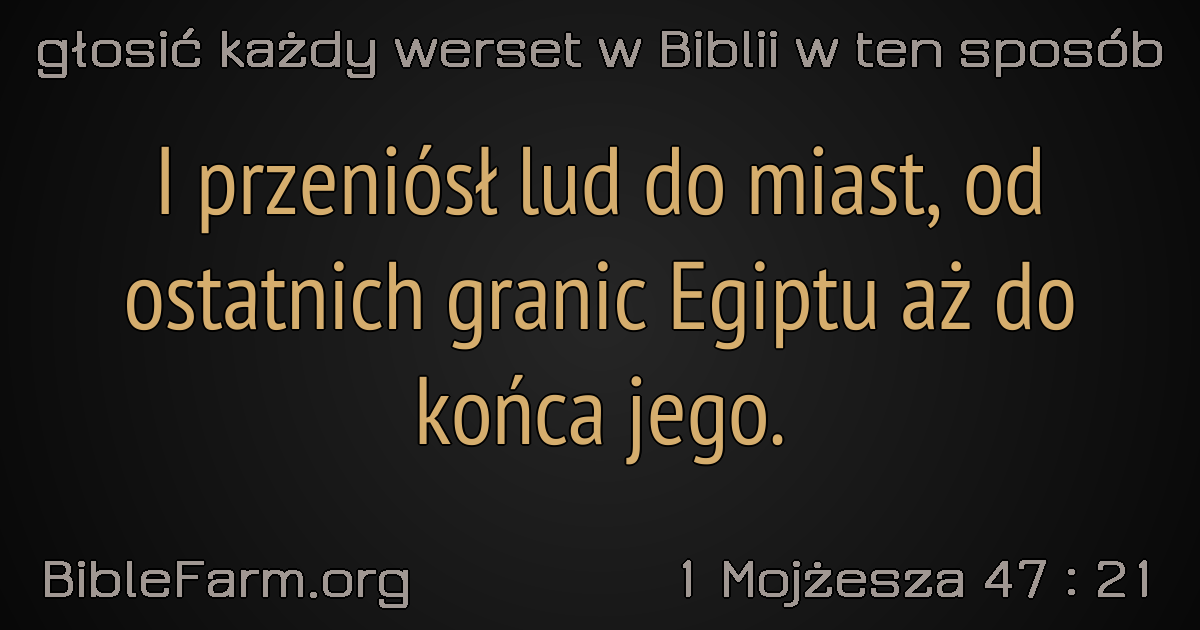 głosić każdy werset w Biblii w ten sposób
I przeniósł lud do miast, od
ostatnich granic Egiptu aż do
końca jego.
BibleFarm.org
1 Mojżesza 47 : 21